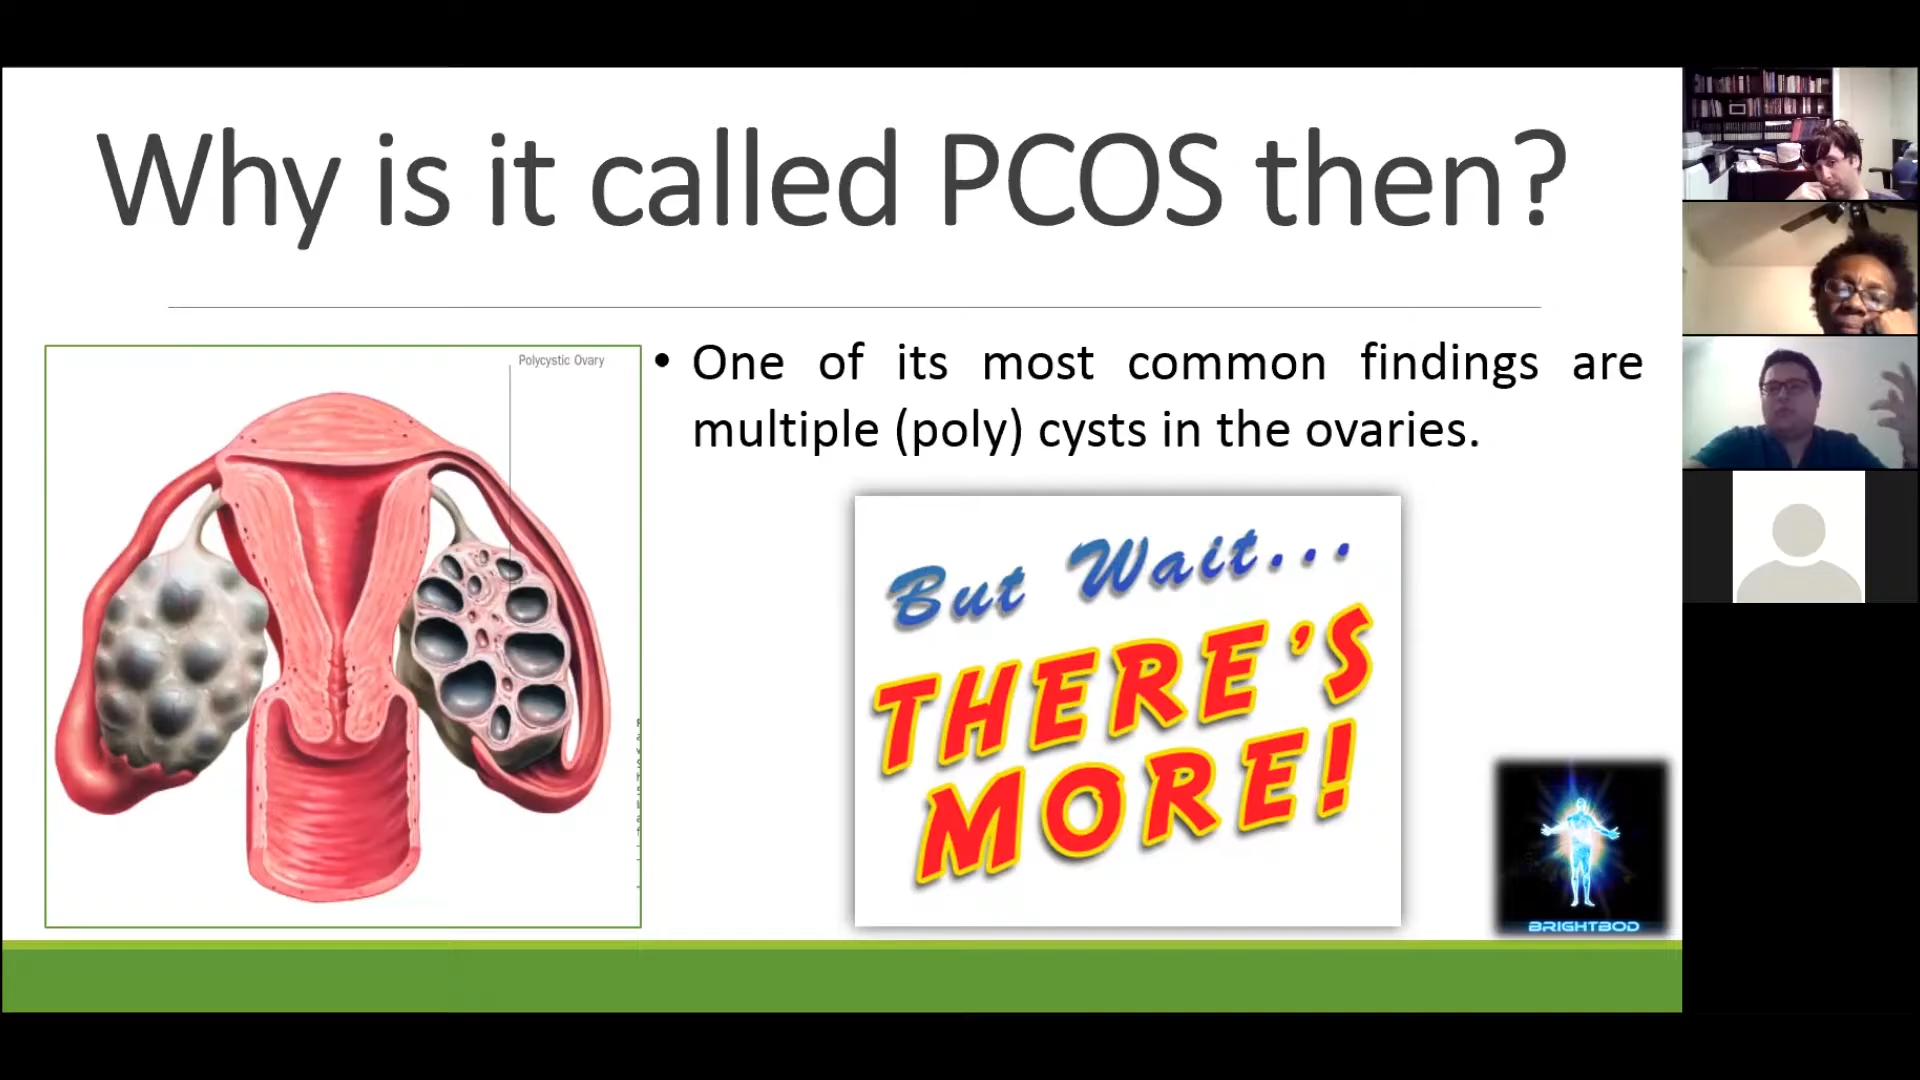 Why is it called PCOS then?
Polycystic Ovary
• One of its most common findings are
multiple (poly) cysts in the ovaries.
But Wait...
THERE'S
MORE!
BRIGHTBOD